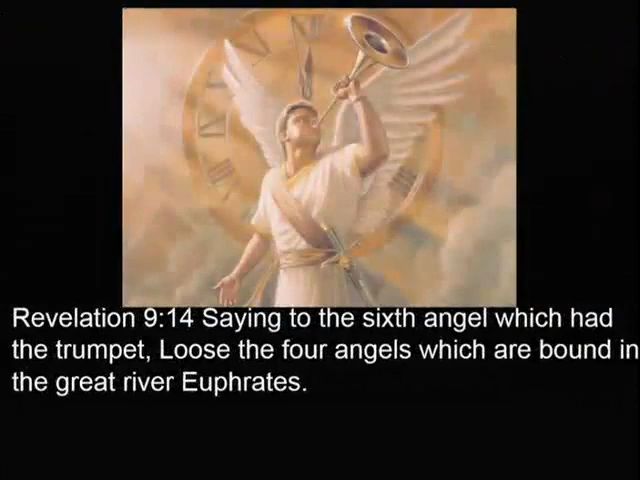 Revelation 9:14 Saying to the sixth angel which had
the trumpet, Loose the four angels which are bound in
the great river Euphrates.